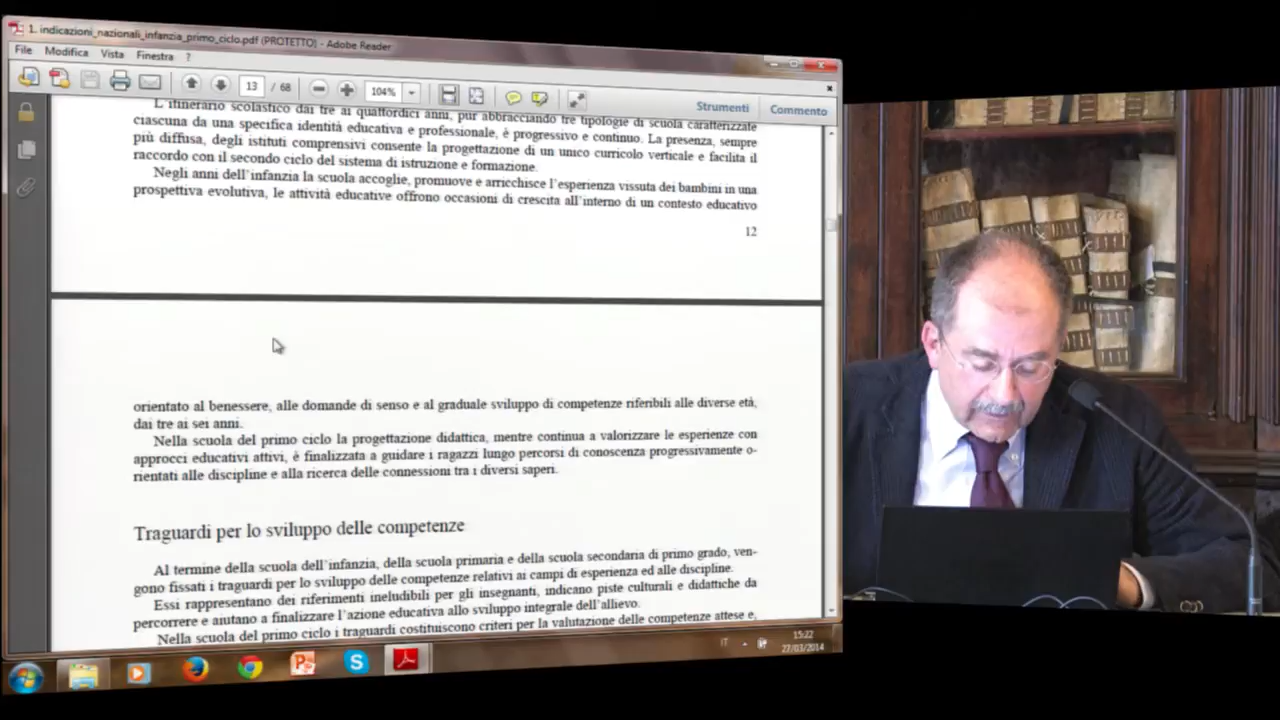 1. indicazioni_nazionali_infanzia_primo_ciclo.pdf (PROTETTO) - Adobe Reader
File Modifica Vista Finestra ?
13 / 68 104% Strumenti Commento
L'itinerario scolastico dai tre ai quattordici anni, pur abbracciando tre tipologie di scuola caratterizzate
ciascuna da una specifica identità educativa e professionale, è progressivo e continuo. La presenza, sempre
più diffusa, degli istituti comprensivi consente la progettazione di un unico curricolo verticale e facilita il
raccordo con il secondo ciclo del sistema di istruzione e formazione.
Negli anni dell'infanzia la scuola accoglie, promuove e arricchisce l'esperienza vissuta dei bambini in una
prospettiva evolutiva, le attività educative offrono occasioni di crescita all'interno di un contesto educativo
12
orientato al benessere, alle domande di senso e al graduale sviluppo di competenze riferibili alle diverse età,
dai tre ai sei anni.
Nella scuola del primo ciclo la progettazione didattica, mentre continua a valorizzare le esperienze con
approcci educativi attivi, è finalizzata a guidare i ragazzi lungo percorsi di conoscenza progressivamente o-
rientati alle discipline e alla ricerca delle connessioni tra i diversi saperi.
Traguardi per lo sviluppo delle competenze
Al termine della scuola dell'infanzia, della scuola primaria e della scuola secondaria di primo grado, ven-
gono fissati i traguardi per lo sviluppo delle competenze relativi ai campi di esperienza ed alle discipline.
Essi rappresentano dei riferimenti ineludibili per gli insegnanti, indicano piste culturali e didattiche da
percorrere e aiutano a finalizzare l'azione educativa allo sviluppo integrale dell'allievo.
Nella scuola del primo ciclo i traguardi costituiscono criteri per la valutazione delle competenze attese e,
IT 15:22
27/03/2014